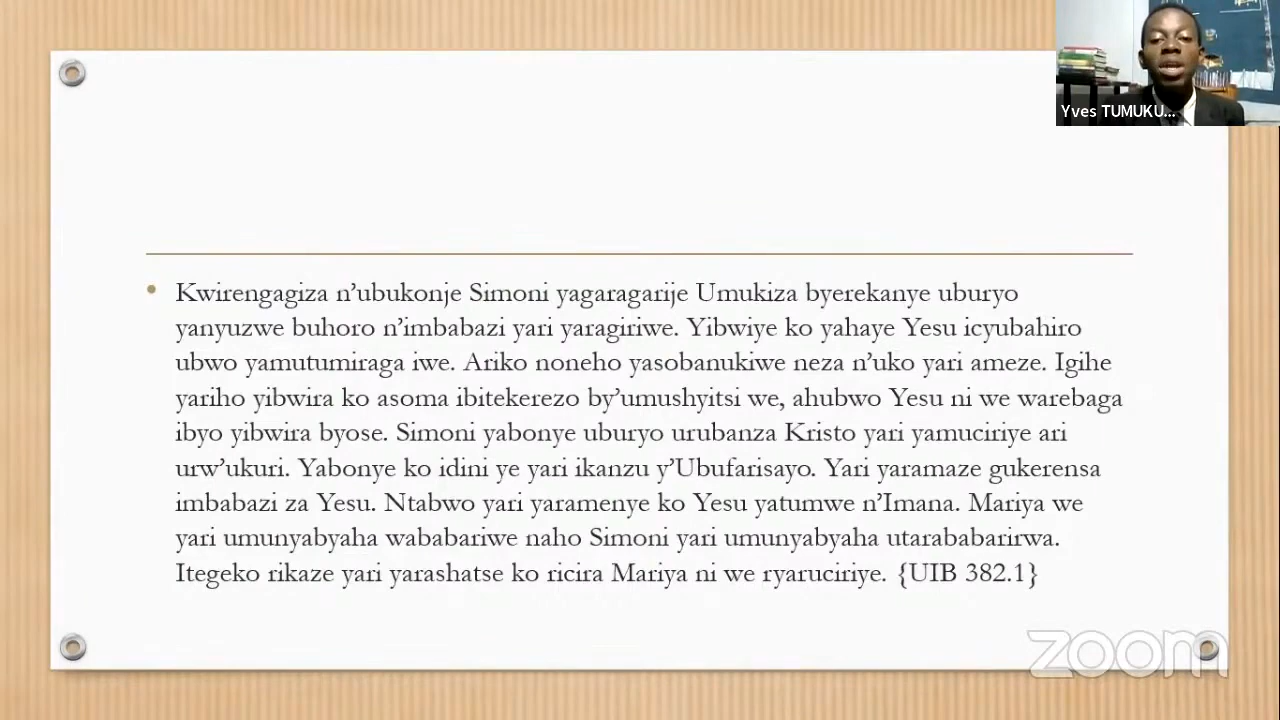 Yves TUMUKU...
• Kwirengagiza n’ubukonje Simoni yagaragarije Umukiza byerekanye uburyo
yanyuzwe buhoro n’imbabazi yari yaragiriwe. Yibwiye ko yahaye Yesu icyubahiro
ubwo yamutumiraga iwe. Ariko noneho yasobanukiwe neza n’uko yari ameze. Igihe
yariho yibwira ko asoma ibitekerezo by’umushyitsi we, ahubwo Yesu ni we warebaga
ibyo yibwira byose. Simoni yabonye uburyo urubanza Kristo yari yamuciriye ari
urw’ukuri. Yabonye ko idini ye yari ikanzu y’Ubufarisayo. Yari yaramaze gukerensa
imbabazi za Yesu. Ntabwo yari yaramenye ko Yesu yatumwe n’Imana. Mariya we
yari umunyabyaha wababariwe naho Simoni yari umunyabyaha utarababarirwa.
Itegeko rikaze yari yarashatse ko ricira Mariya ni we ryaruciriye. {UIB 382.1}
zoom